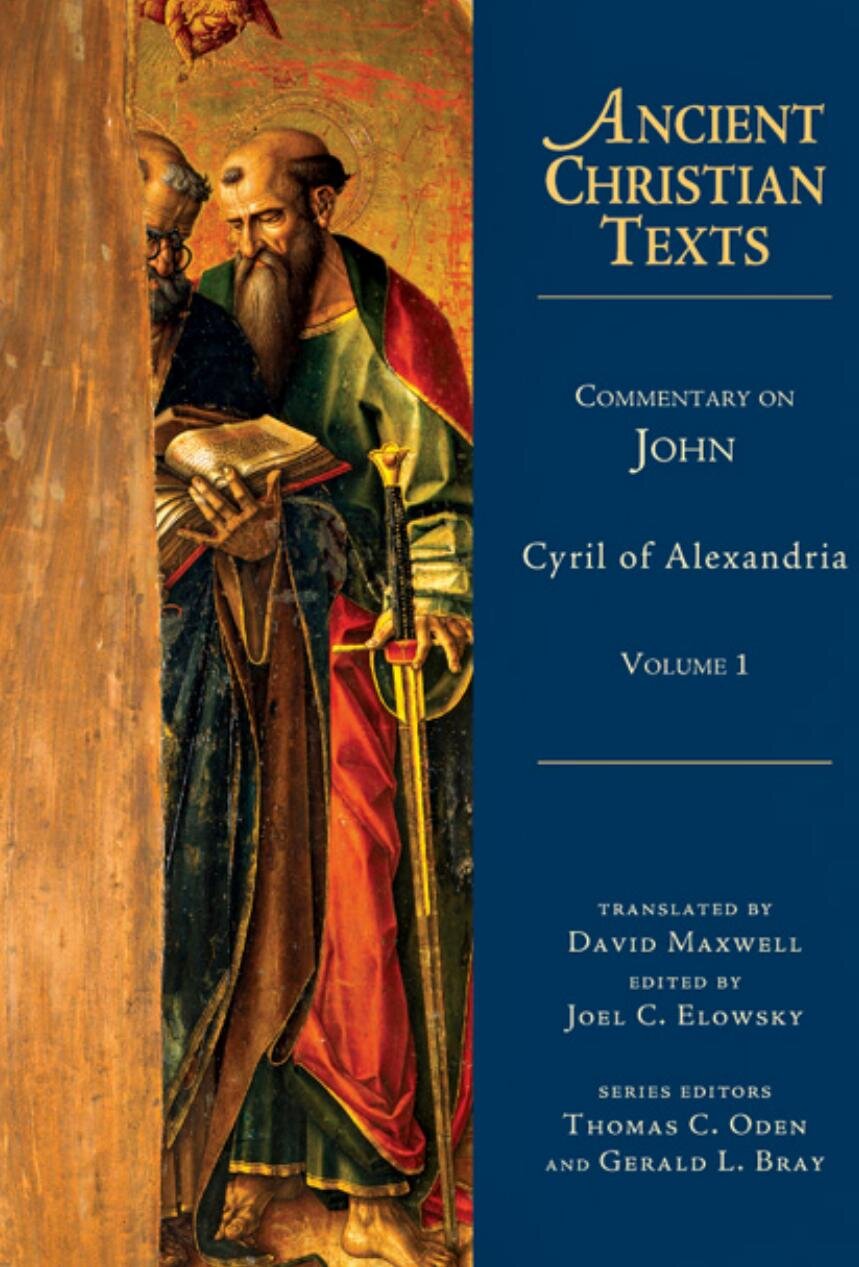 ANCIENT
CHRISTIAN
TEXTS
COMMENTARY ON
JOHN
Cyril of Alexandria
VOLUME 1
TRANSLATED BY
DAVID MAXWELL
EDITED BY
JOEL C. ELOWSKY
SERIES EDITORS
THOMAS C. ODEN
AND GERALD L. BRAY